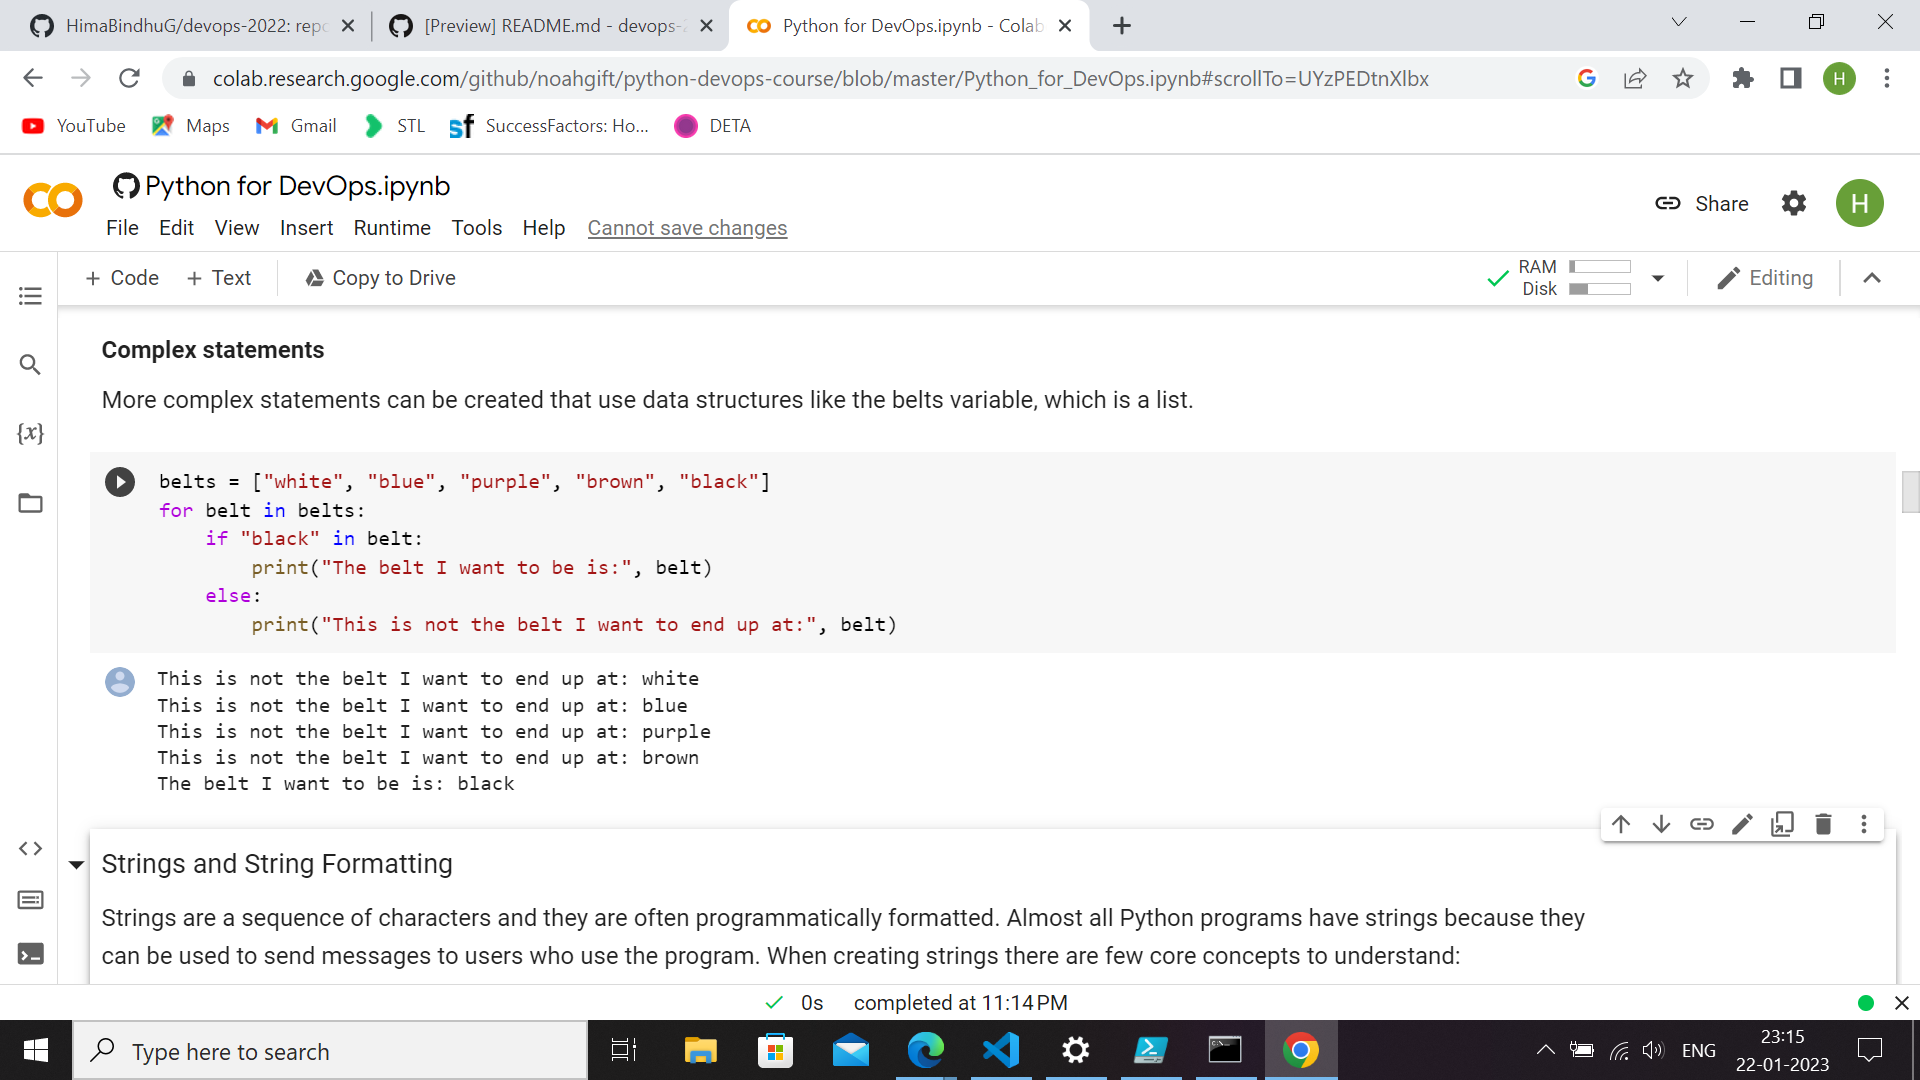 HimaBindhuG/devops-2022: repo
[Preview] README.md - devops-2
Python for DevOps.ipynb - Colab
colab.research.google.com/github/noahgift/python-devops-course/blob/master/Python_for_DevOps.ipynb#scrollTo=UYzPEDtnXlbx
H
YouTube
Maps
Gmail
STL
SuccessFactors: Ho...
DETA
Python for DevOps.ipynb
File Edit View Insert Runtime Tools Help Cannot save changes
Share
H
+ Code + Text Copy to Drive
RAM
Disk
Editing
Complex statements
More complex statements can be created that use data structures like the belts variable, which is a list.
{x}
belts = ["white", "blue", "purple", "brown", "black"]
for belt in belts:
    if "black" in belt:
        print("The belt I want to be is:", belt)
    else:
        print("This is not the belt I want to end up at:", belt)
This is not the belt I want to end up at: white
This is not the belt I want to end up at: blue
This is not the belt I want to end up at: purple
This is not the belt I want to end up at: brown
The belt I want to be is: black
Strings and String Formatting
Strings are a sequence of characters and they are often programmatically formatted. Almost all Python programs have strings because they
can be used to send messages to users who use the program. When creating strings there are few core concepts to understand:
0s completed at 11:14 PM
Type here to search
ENG
23:15
22-01-2023